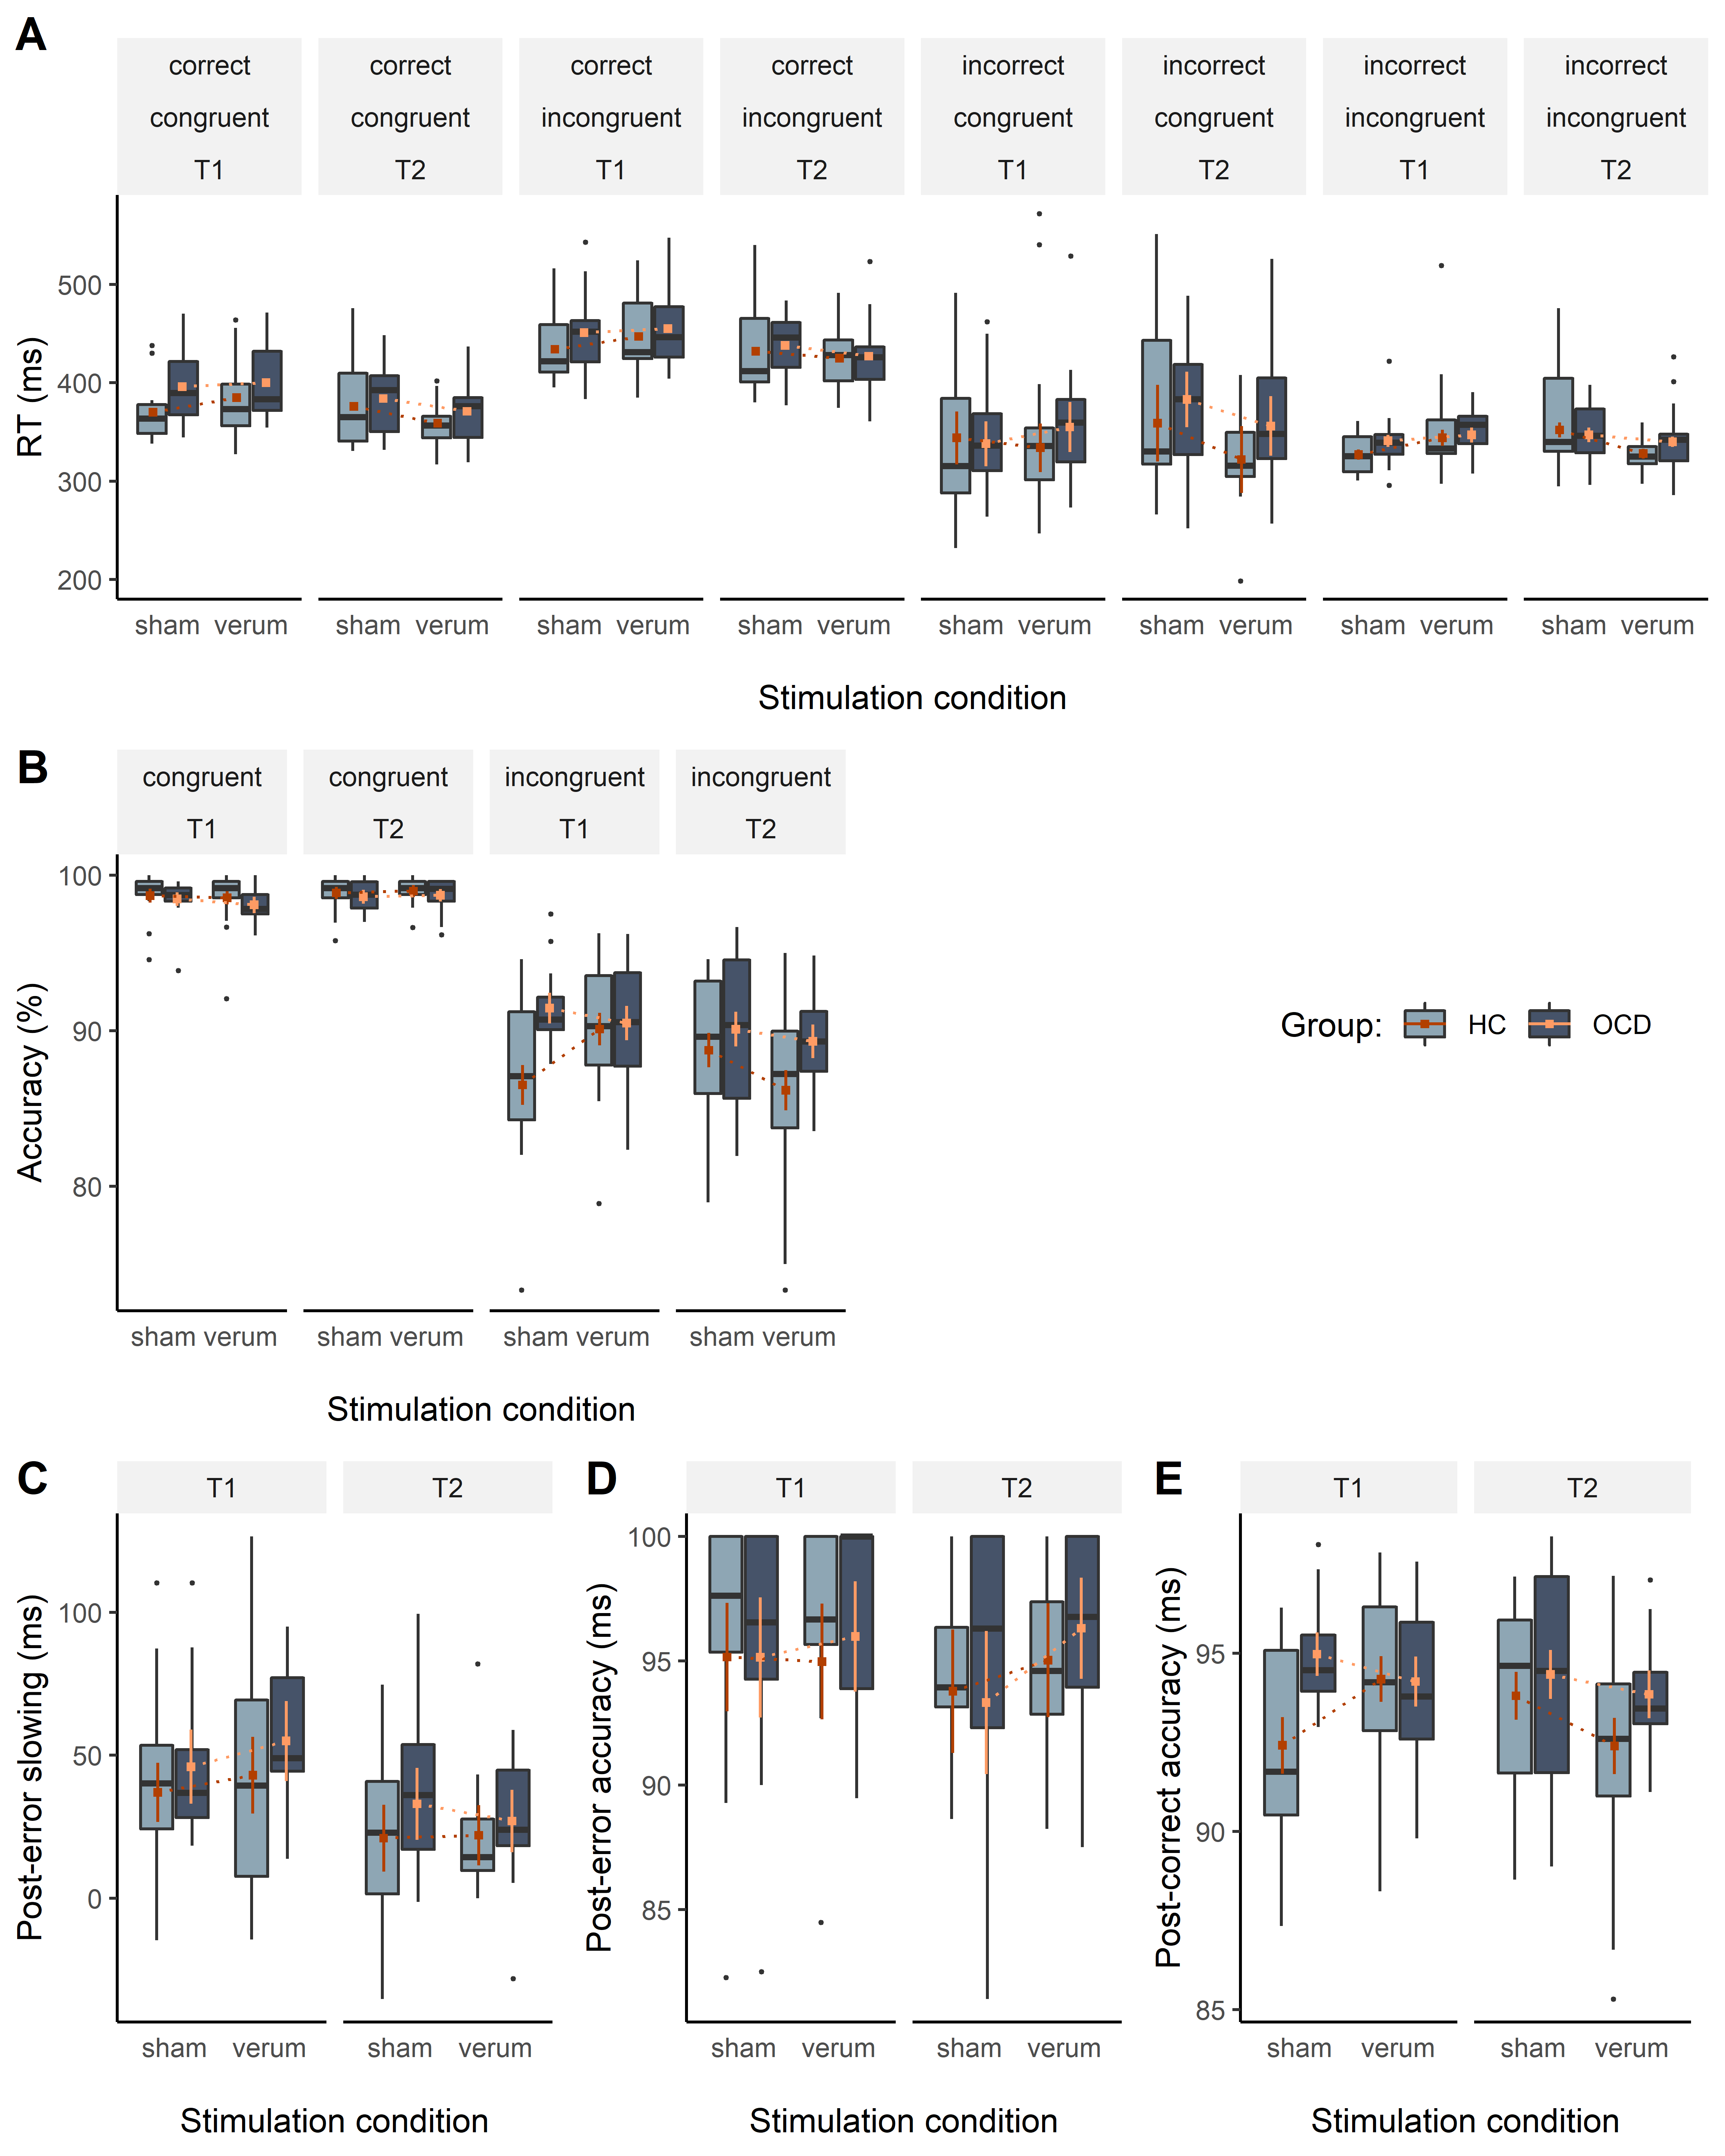 A
correct correct correct correct incorrect incorrect incorrect incorrect
congruent congruent incongruent incongruent congruent congruent incongruent incongruent
T1 T2 T1 T2 T1 T2 T1 T2
RT (ms)
500
400
300
200
sham verum sham verum sham verum sham verum sham verum sham verum sham verum sham verum
Stimulation condition
B
congruent congruent incongruent incongruent
T1 T2 T1 T2
Accuracy (%)
100
90
80
sham verum sham verum sham verum sham verum
Stimulation condition
Group: HC OCD
C
T1 T2
Post-error slowing (ms)
100
50
0
sham verum sham verum
Stimulation condition
D
T1 T2
Post-error accuracy (ms)
100
95
90
85
sham verum sham verum
Stimulation condition
E
T1 T2
Post-correct accuracy (ms)
95
90
85
sham verum sham verum
Stimulation condition